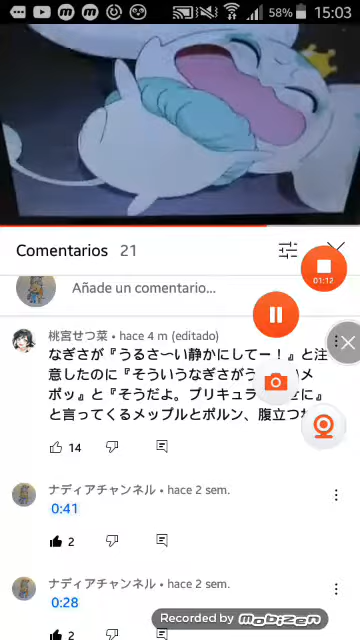 58% 15:03
Comentarios 21
01:12
Añade un comentario...
桃宮せつ菜 • hace 4 m (editado)
なぎさが『うるさ〜い静かにしてー！』と注
意したのに『そういうなぎさがう メ
ポッ』と『そうだよ。プリキュラ に』
と言ってくるメップルとポルン、腹立つ
14
ナディアチャンネル • hace 2 sem.
0:41
2
ナディアチャンネル • hace 2 sem.
0:28
2
Recorded by mobizen